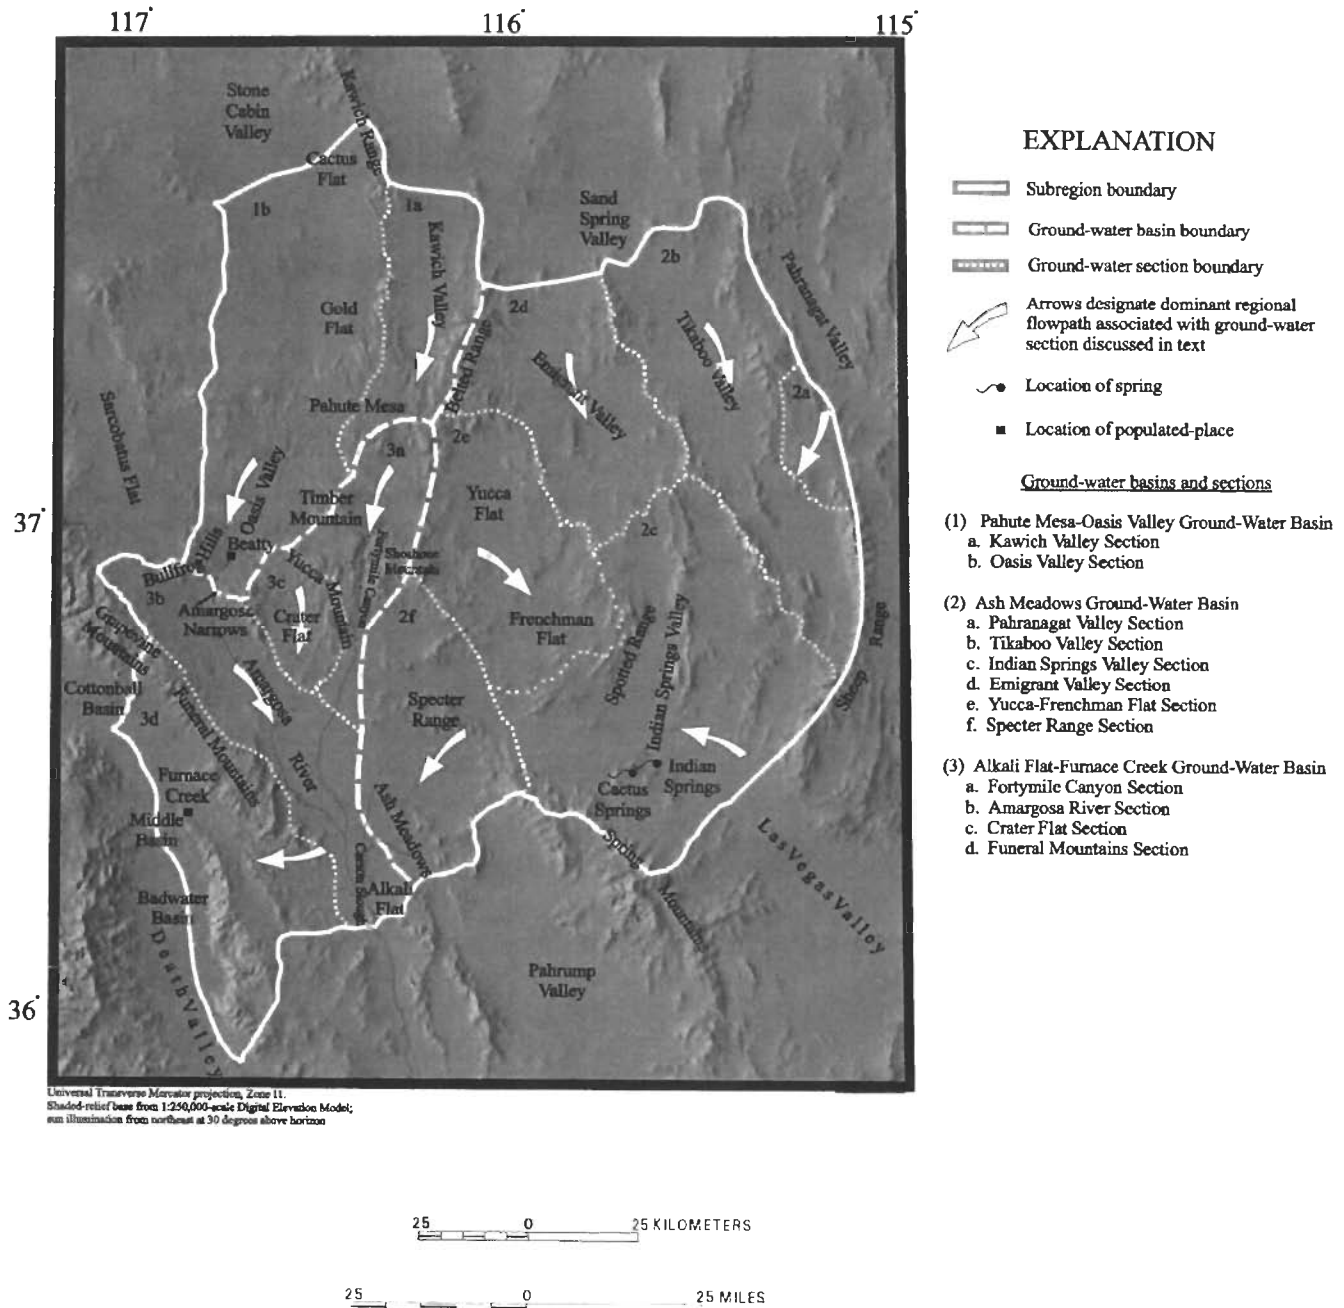 117°
116°
115°
Stone
Cabin
Valley
Kawich Range
Cactus
Flat
1b
1a
Sand
Spring
Valley
2b
Kawich Valley
Pahranagat Valley
Gold
Flat
2d
Belted Range
Tikaboo Valley
Emigrant Valley
2a
Sarcobatus Flat
Pahute Mesa
2e
3a
Oasis Valley
Timber
Mountain
Yucca
Flat
37°
2c
Beatty
Bullfrog Hills
3b
Yucca Mountain
Fortymile Canyon
Shoshone
Mountain
3c
Amargosa
Narrows
Crater
Flat
2f
Frenchman
Flat
Grapevine
Mountains
Spotted Range
Indian Springs Valley
Sheep Range
Cottonball
Basin
3d
Funeral Mountains
Amargosa River
Specter
Range
Furnace
Creek
Middle
Basin
Indian
Springs
Cactus
Springs
Ash Meadows
Spring Mountains
Las Vegas Valley
Carson Slough
Alkali
Flat
Badwater
Basin
Death Valley
Pahrump
Valley
36°
Universal Transverse Mercator projection, Zone 11.
Shaded-relief base from 1:250,000-scale Digital Elevation Model;
sun illumination from northeast at 30 degrees above horizon
25 0 25 KILOMETERS
25 0 25 MILES
EXPLANATION
Subregion boundary
Ground-water basin boundary
Ground-water section boundary
Arrows designate dominant regional
flowpath associated with ground-water
section discussed in text
Location of spring
Location of populated-place
Ground-water basins and sections
(1) Pahute Mesa-Oasis Valley Ground-Water Basin
a. Kawich Valley Section
b. Oasis Valley Section
(2) Ash Meadows Ground-Water Basin
a. Pahranagat Valley Section
b. Tikaboo Valley Section
c. Indian Springs Valley Section
d. Emigrant Valley Section
e. Yucca-Frenchman Flat Section
f. Specter Range Section
(3) Alkali Flat-Furnace Creek Ground-Water Basin
a. Fortymile Canyon Section
b. Amargosa River Section
c. Crater Flat Section
d. Funeral Mountains Section